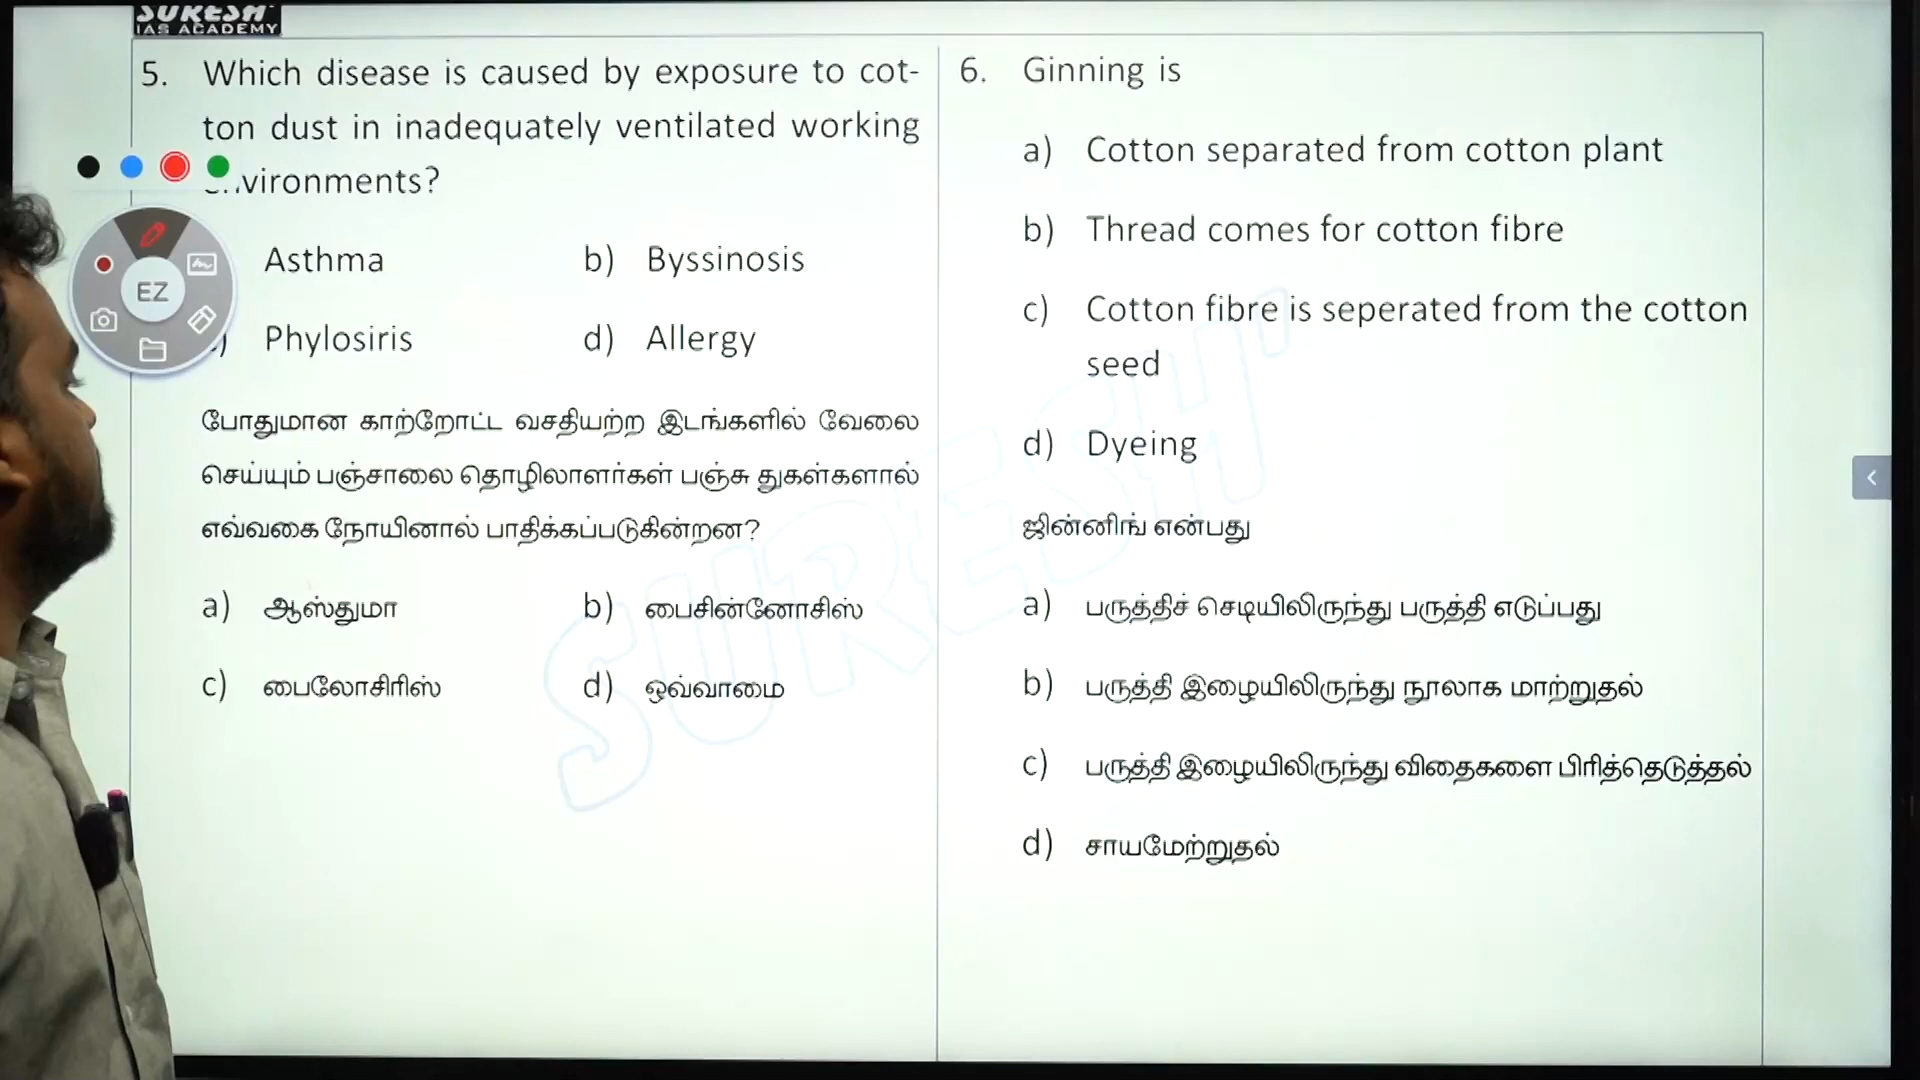 SURESH'
IAS ACADEMY
5. Which disease is caused by exposure to cot-
ton dust in inadequately ventilated working
environments?
Asthma
b) Byssinosis
c) Phylosiris
d) Allergy
போதுமான காற்றோட்ட வசதியற்ற இடங்களில் வேலை
செய்யும் பஞ்சாலை தொழிலாளர்கள் பஞ்சு துகள்களால்
எவ்வகை நோயினால் பாதிக்கப்படுகின்றன?
a) ஆஸ்துமா
b) பைசின்னோசிஸ்
c) பைலோசிரிஸ்
d) ஒவ்வாமை
6. Ginning is
a) Cotton separated from cotton plant
b) Thread comes for cotton fibre
c) Cotton fibre is seperated from the cotton
seed
d) Dyeing
ஜின்னிங் என்பது
a) பருத்திச் செடியிலிருந்து பருத்தி எடுப்பது
b) பருத்தி இழையிலிருந்து நூலாக மாற்றுதல்
c) பருத்தி இழையிலிருந்து விதைகளை பிரித்தெடுத்தல்
d) சாயமேற்றுதல்
EZ
SURESH'